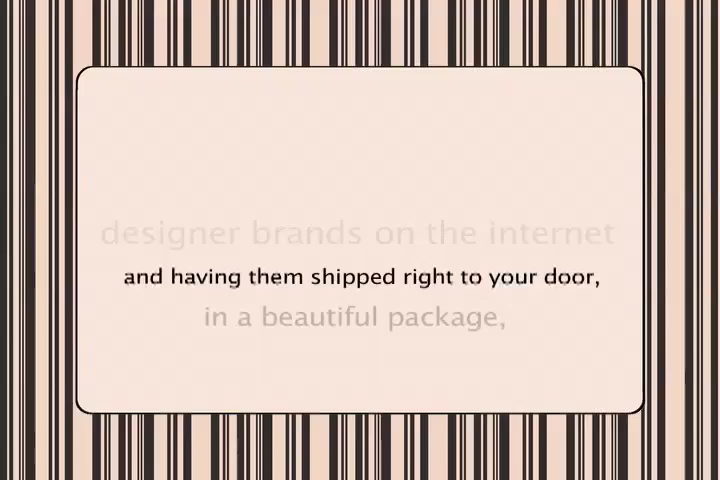 designer brands on the internet
and having them shipped right to your door,
in a beautiful package,